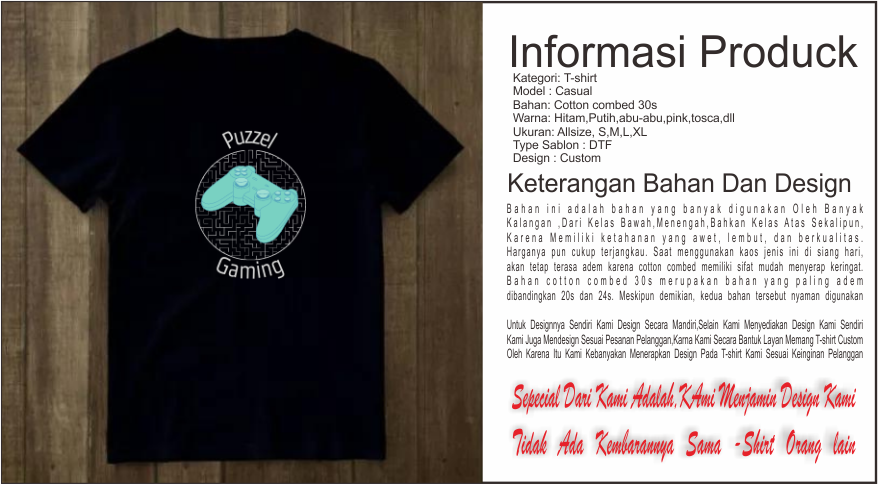 Puzzel
Gaming
Informasi Produck
Kategori: T-shirt
Model : Casual
Bahan: Cotton combed 30s
Warna: Hitam,Putih,abu-abu,pink,tosca,dll
Ukuran: Allsize, S,M,L,XL
Type Sablon : DTF
Design : Custom
Keterangan Bahan Dan Design
Bahan ini adalah bahan yang banyak digunakan Oleh Banyak
Kalangan ,Dari Kelas Bawah,Menengah,Bahkan Kelas Atas Sekalipun,
Karena Memiliki ketahanan yang awet, lembut, dan berkualitas.
Harganya pun cukup terjangkau. Saat menggunakan kaos jenis ini di siang hari,
akan tetap terasa adem karena cotton combed memiliki sifat mudah menyerap keringat.
Bahan cotton combed 30s merupakan bahan yang paling adem
dibandingkan 20s dan 24s. Meskipun demikian, kedua bahan tersebut nyaman digunakan
Untuk Designnya Sendiri Kami Design Secara Mandiri,Selain Kami Menyediakan Design Kami Sendiri
Kami Juga Mendesign Sesuai Pesanan Pelanggan,Karna Kami Secara Bantuk Layan Memang T-shirt Custom
Oleh Karena Itu Kami Kebanyakan Menerapkan Design Pada T-shirt Kami Sesuai Keinginan Pelanggan
Sepecial Dari Kami Adalah,KAmi Menjamin Design Kami
Tidak Ada Kembarannya Sama -Shirt Orang lain